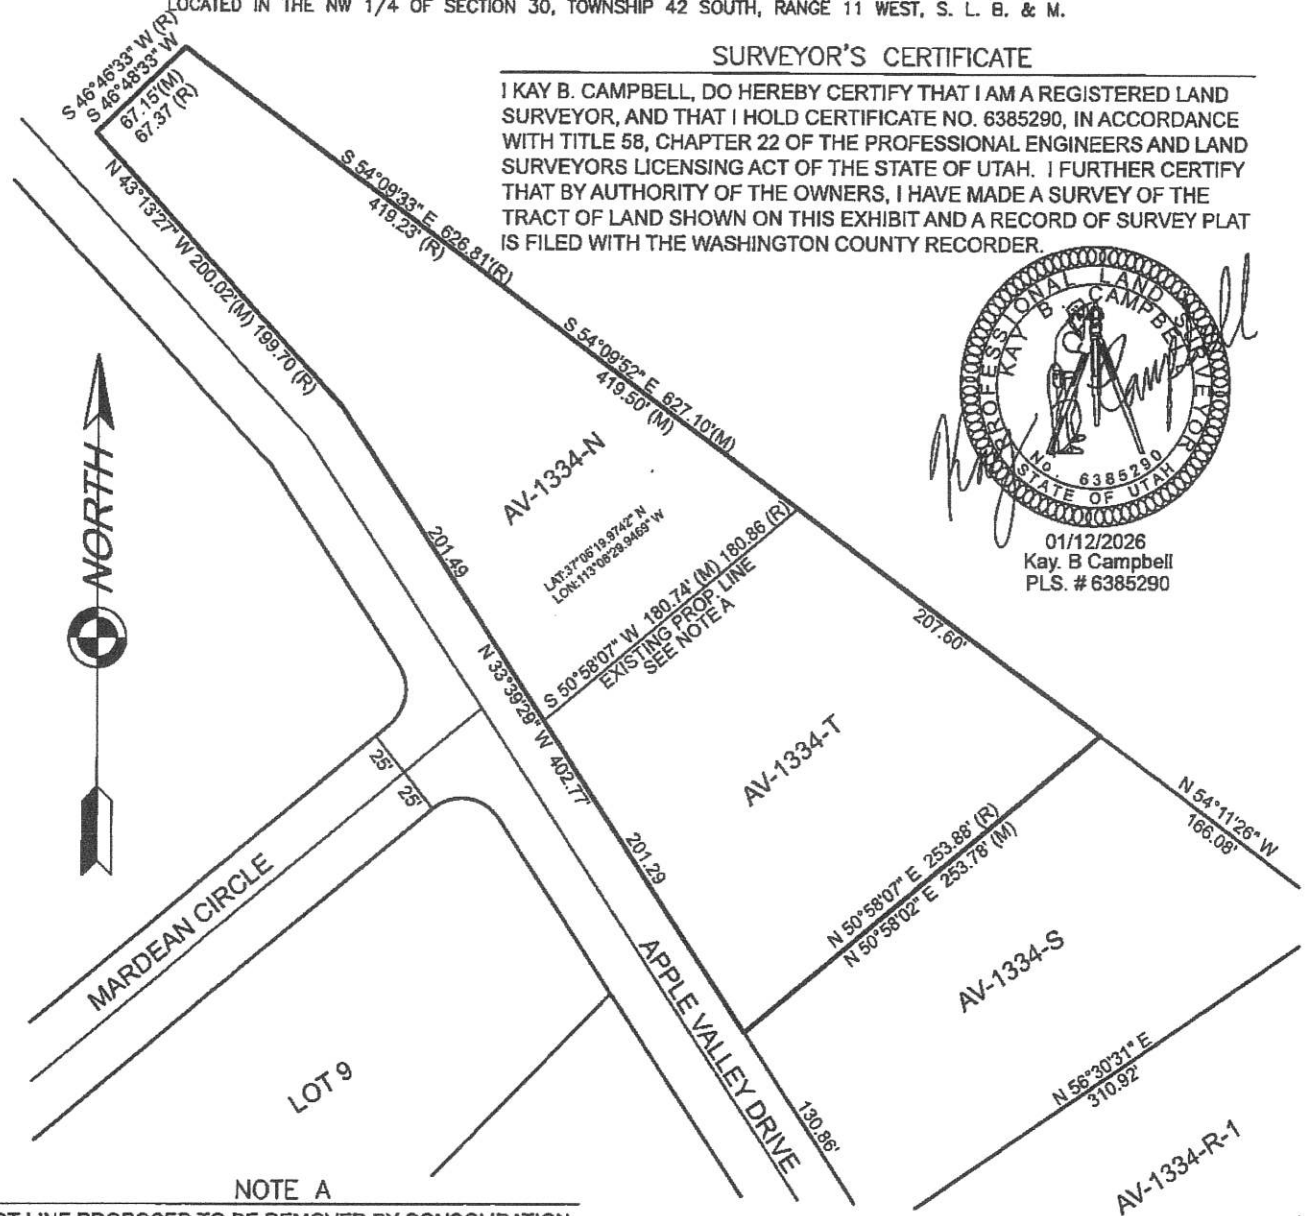 LOCATED IN THE NW 1/4 OF SECTION 30, TOWNSHIP 42 SOUTH, RANGE 11 WEST, S. L. B. & M.
SURVEYOR'S CERTIFICATE
I KAY B. CAMPBELL, DO HEREBY CERTIFY THAT I AM A REGISTERED LAND
SURVEYOR, AND THAT I HOLD CERTIFICATE NO. 6385290, IN ACCORDANCE
WITH TITLE 58, CHAPTER 22 OF THE PROFESSIONAL ENGINEERS AND LAND
SURVEYORS LICENSING ACT OF THE STATE OF UTAH. I FURTHER CERTIFY
THAT BY AUTHORITY OF THE OWNERS, I HAVE MADE A SURVEY OF THE
TRACT OF LAND SHOWN ON THIS EXHIBIT AND A RECORD OF SURVEY PLAT
IS FILED WITH THE WASHINGTON COUNTY RECORDER.
PROFESSIONAL LAND SURVEYOR
KAY B. CAMPBELL
No. 6385290
STATE OF UTAH
Kay B Campbell
01/12/2026
Kay. B Campbell
PLS. # 6385290
S 46°46'33" W (R)
S 46°48'33" W
67.15'(M)
67.37 (R)
N 43°13'27" W 200.02'(M) 199.70 (R)
S 54°09'33" E 626.81'(R)
419.23' (R)
S 54°09'52" E 627.10'(M)
419.50' (M)
NORTH
AV-1334-N
LAT:37°06'19.9742" N
LON:113°08'29.9469" W
201.49
S 50°58'07" W 180.74' (M) 180.86 (R)
EXISTING PROP. LINE
SEE NOTE A
207.60'
N 33°39'29" W 402.77'
AV-1334-T
25'
25'
201.29
N 54°11'26" W
166.08'
N 50°58'07" E 253.88' (R)
N 50°58'02" E 253.78' (M)
MARDEAN CIRCLE
APPLE VALLEY DRIVE
AV-1334-S
LOT 9
N 56°30'31" E
310.92'
130.86'
AV-1334-R-1
NOTE A
LINE PROPOSED TO BE REMOVED BY CONSOLIDATION